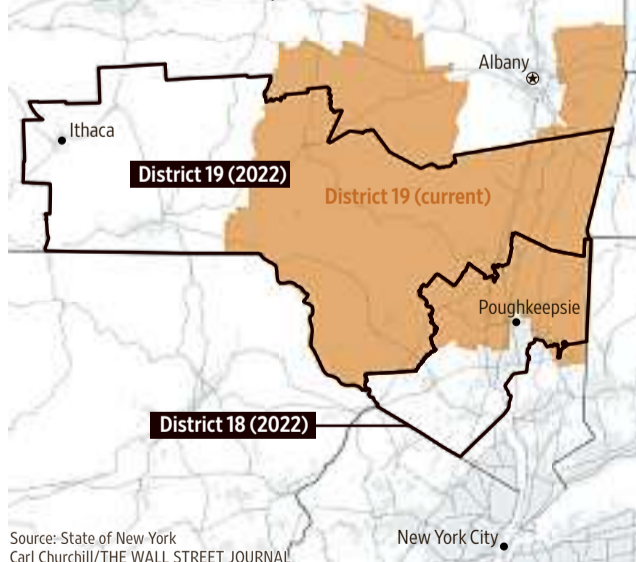 Albany
Ithaca
District 19 (2022)
District 19 (current)
Poughkeepsie
District 18 (2022)
New York City
Source: State of New York
Carl Churchill/THE WALL STREET JOURNAL